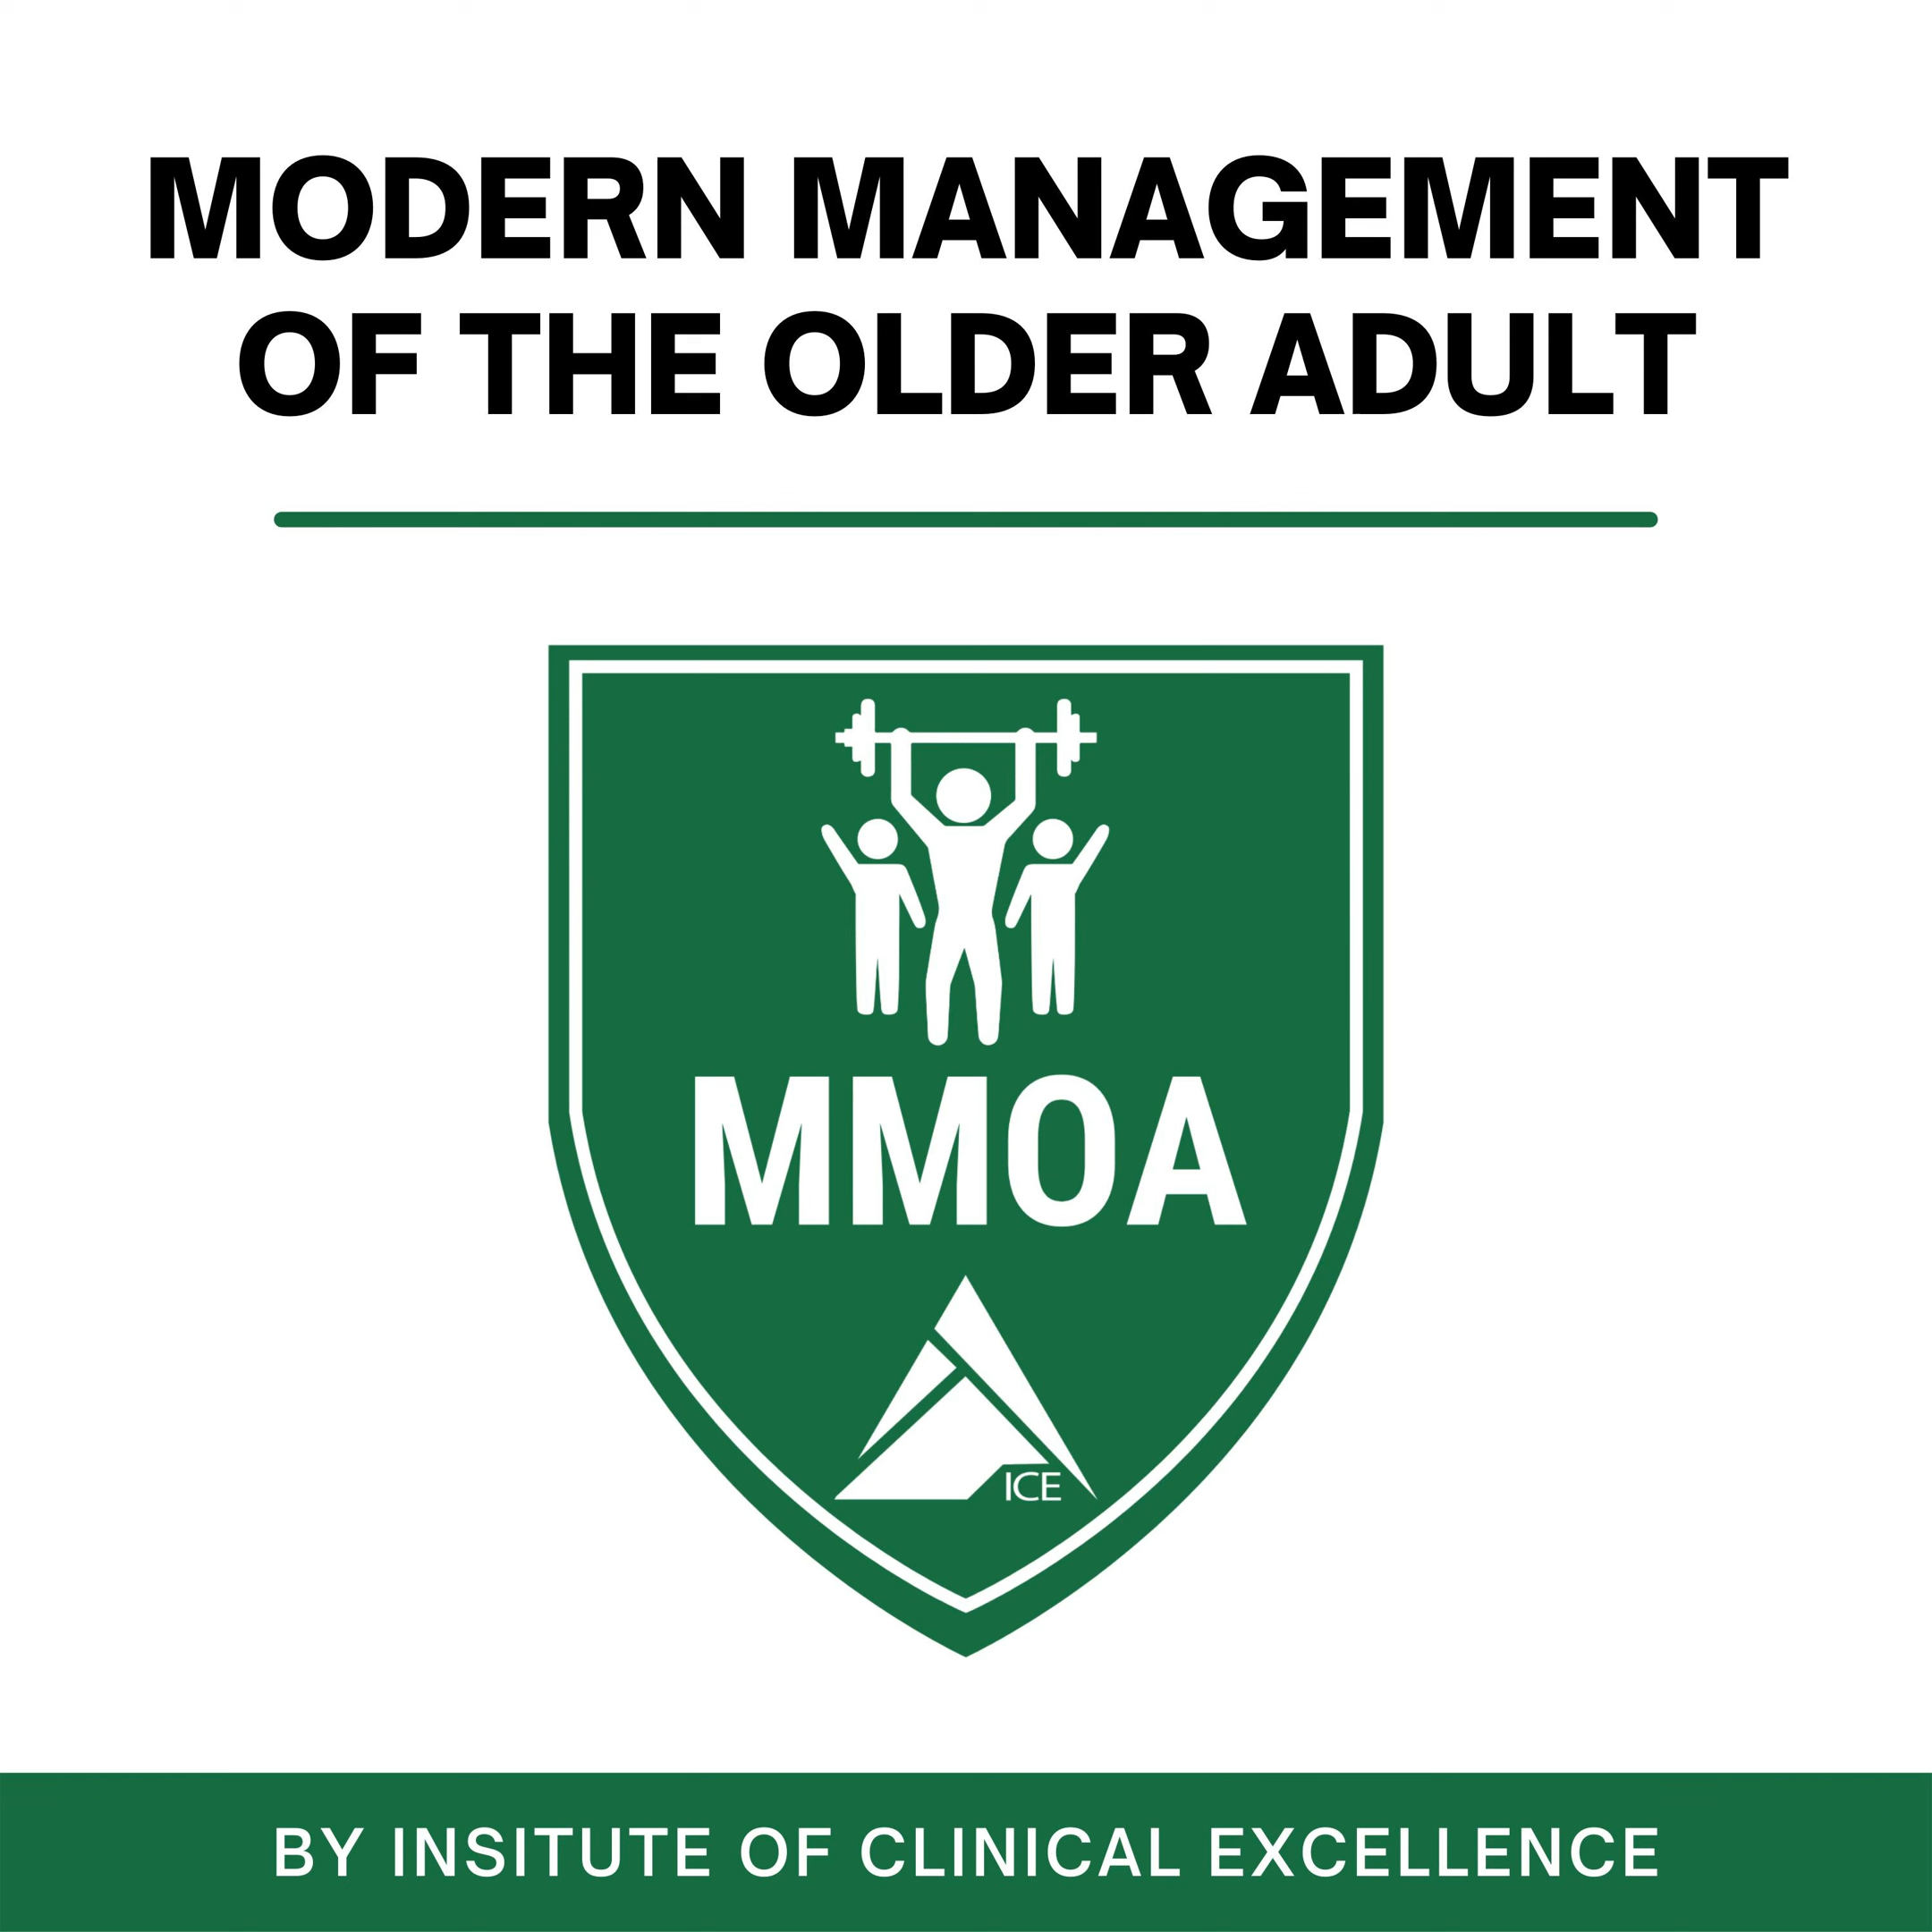 MODERN MANAGEMENT
OF THE OLDER ADULT
MMOA
ICE
BY INSITUTE OF CLINICAL EXCELLENCE